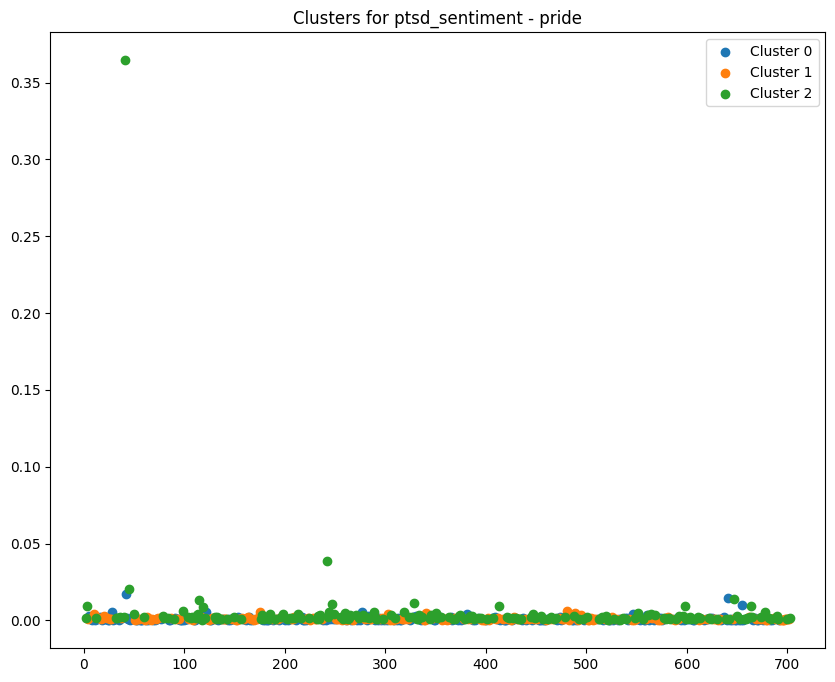 Clusters for ptsd_sentiment - pride
Cluster 0
Cluster 1
Cluster 2
0.35
0.30
0.25
0.20
0.15
0.10
0.05
0.00
0 100 200 300 400 500 600 700